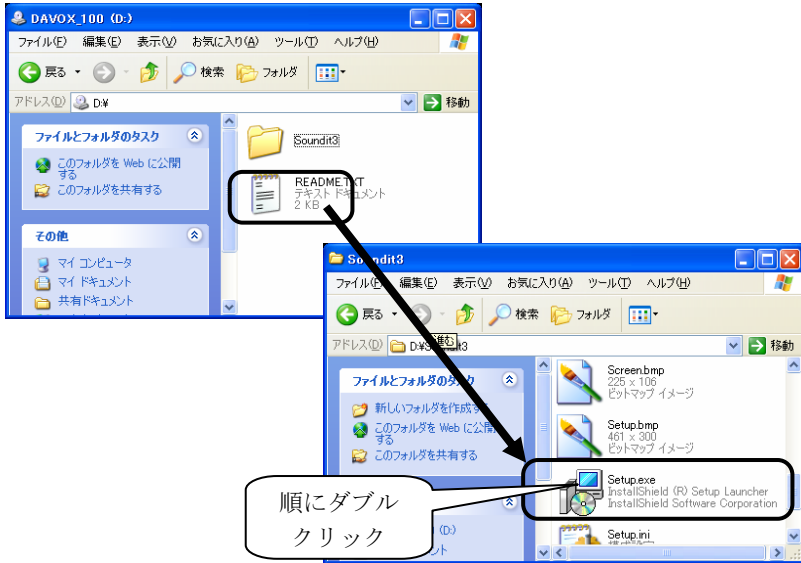 DAVOX_100 (D:)
ファイル(F) 編集(E) 表示(V) お気に入り(A) ツール(T) ヘルプ(H)
戻る 検索 フォルダ
アドレス(D) D:¥ 移動
ファイルとフォルダのタスク
このフォルダを Web に公開
する
このフォルダを共有する
その他
マイ コンピュータ
マイ ドキュメント
共有ドキュメント
Soundit3
README.TXT
テキスト ドキュメント
2 KB
Soundit3
ファイル(F) 編集(E) 表示(V) お気に入り(A) ツール(T) ヘルプ(H)
戻る 検索 フォルダ
アドレス(D) D:¥Soundit3 移動
進む
ファイルとフォルダのタスク
新しいフォルダを作成する
このフォルダを Web に公開
する
このフォルダを共有する
(D:)
Screen.bmp
225 x 106
ビットマップ イメージ
Setup.bmp
461 x 300
ビットマップ イメージ
Setup.exe
InstallShield (R) Setup Launcher
InstallShield Software Corporation
Setup.ini
順にダブル
クリック